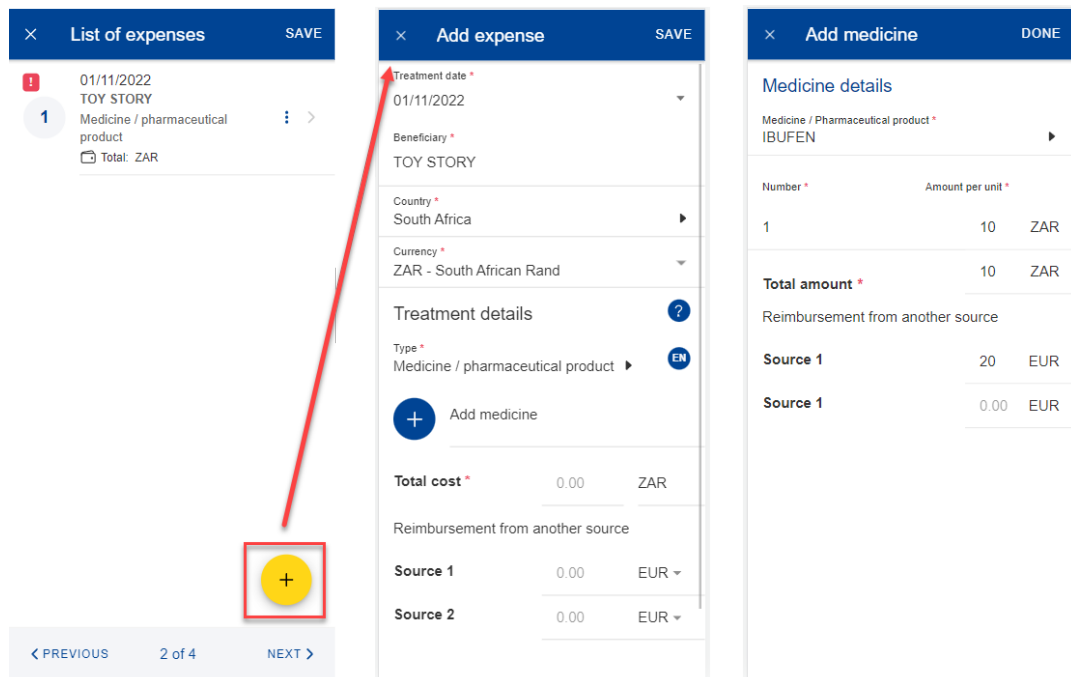 × List of expenses SAVE
!
01/11/2022
TOY STORY
1 Medicine / pharmaceutical
product
Total: ZAR
+
PREVIOUS 2 of 4 NEXT
× Add expense SAVE
Treatment date *
01/11/2022
Beneficiary *
TOY STORY
Country *
South Africa
Currency *
ZAR - South African Rand
Treatment details ?
Type *
Medicine / pharmaceutical product EN
+ Add medicine
Total cost * 0.00 ZAR
Reimbursement from another source
Source 1 0.00 EUR
Source 2 0.00 EUR
× Add medicine DONE
Medicine details
Medicine / Pharmaceutical product *
IBUFEN
Number * Amount per unit *
1 10 ZAR
10 ZAR
Total amount *
Reimbursement from another source
Source 1 20 EUR
Source 1 0.00 EUR